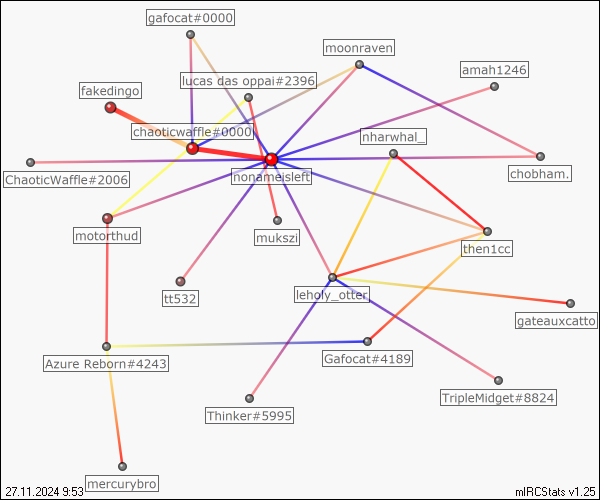 gafocat#0000
moonraven
amah1246
lucas das oppai#2396
fakedingo
chaoticwaffle#0000
nharwhal_
chobham.
ChaoticWaffle#2006
nonameisleft
motorthud
mukszi
then1cc
tt532
leholy_otter
gateauxcatto
Azure Reborn#4243
Gafocat#4189
TripleMidget#8824
Thinker#5995
mercurybro
27.11.2024 9:53
mIRCStats v1.25